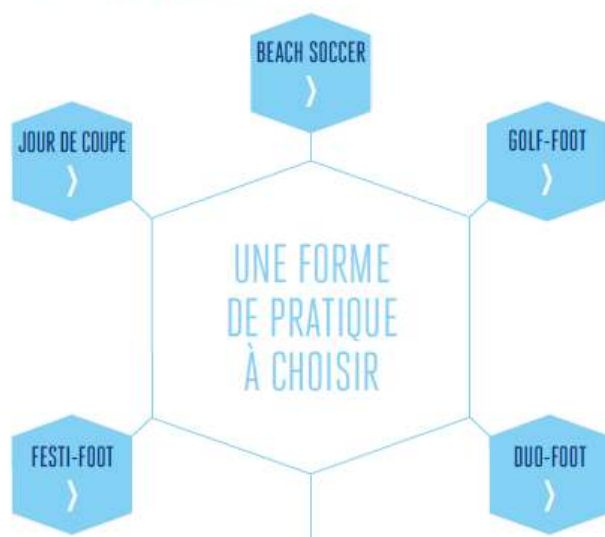 BEACH SOCCER
JOUR DE COUPE
GOLF-FOOT
UNE FORME
DE PRATIQUE
À CHOISIR
FESTI-FOOT
DUO-FOOT